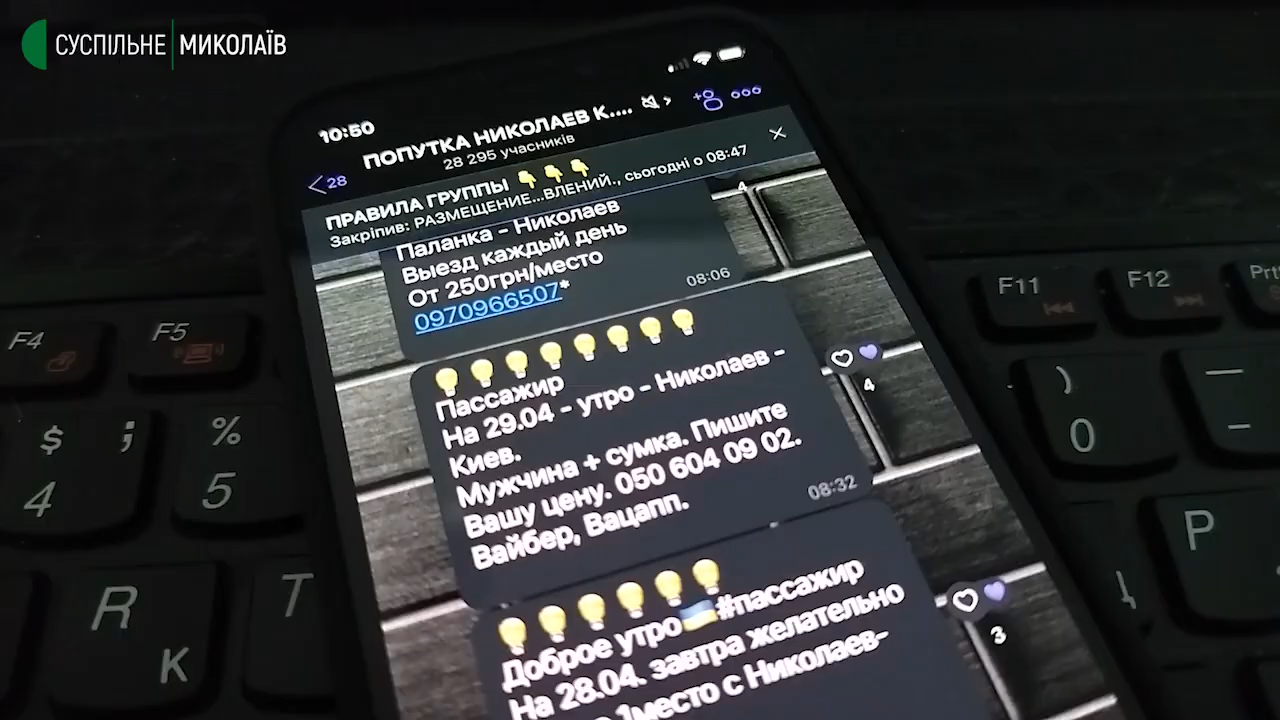 СУСПІЛЬНЕ МИКОЛАЇВ
10:50
28
ПОПУТКА НИКОЛАЕВ К....
28 295 учасників
ПРАВИЛА ГРУППЫ 👇👇👇
Закріпив: РАЗМЕЩЕНИЕ...ВЛЕНИЙ., сьогодні о 08:47
4
Паланка - Николаев
Выезд каждый день
От 250грн/место
0970966507*
08:06
💡💡💡💡💡💡💡💡
Пассажир
На 29.04 - утро - Николаев -
Киев.
Мужчина + сумка. Пишите
Вашу цену. 050 604 09 02.
Вайбер, Вацапп.
08:32
4
💡💡💡💡💡💡
Доброе утро🇺🇦#пассажир
На 28.04. завтра желательно
1место с Николаев-
3
F4
F5
F11
F12
Prt
$ ;
4
%
5
)
0
R
К
T
P